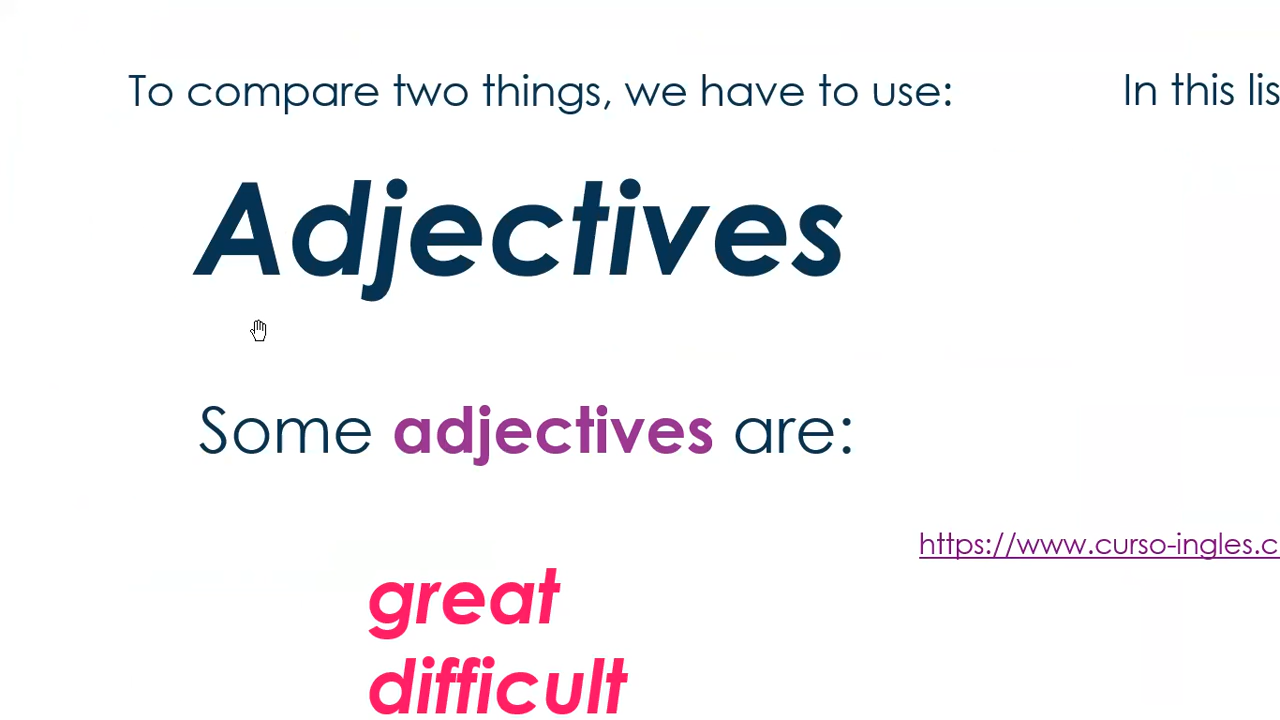 To compare two things, we have to use:
In this lis
Adjectives
Some adjectives are:
https://www.curso-ingles.c
great
difficult